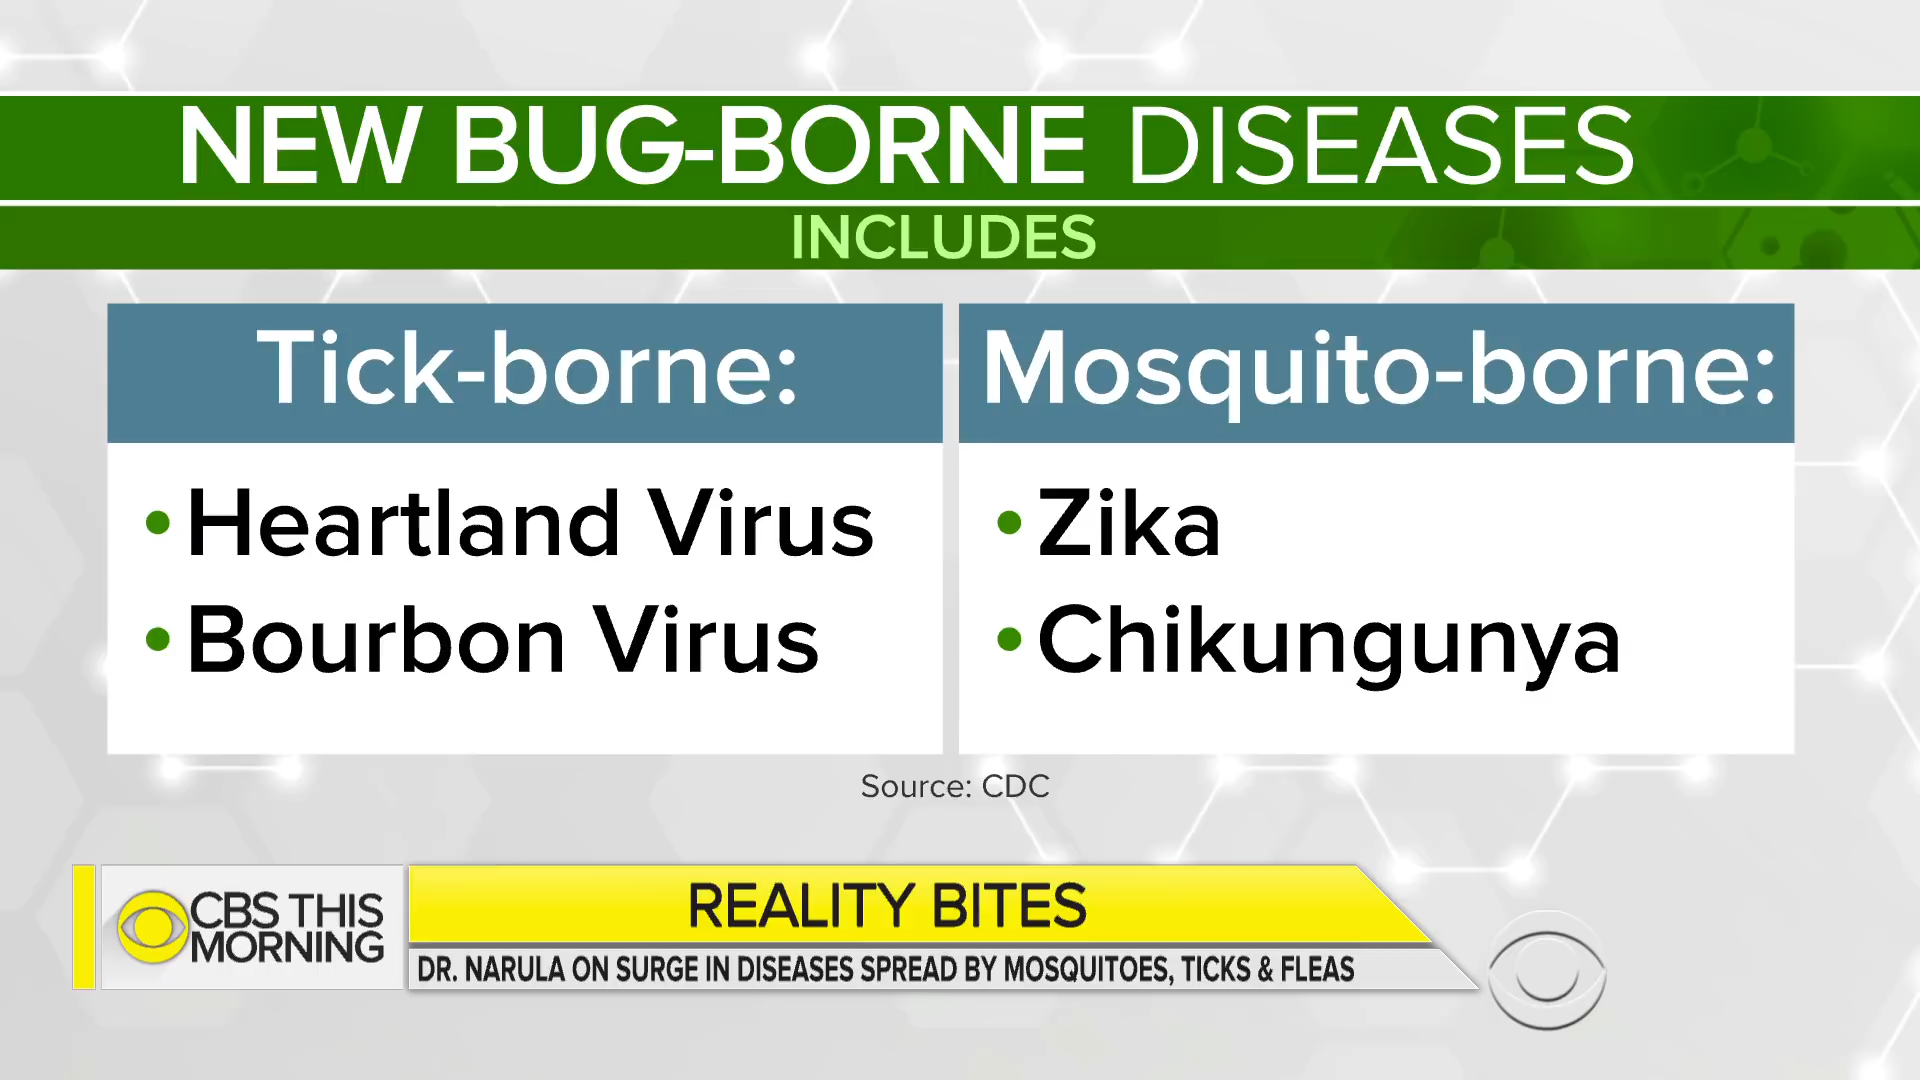 NEW BUG-BORNE DISEASES
INCLUDES
Tick-borne:
• Heartland Virus
• Bourbon Virus
Mosquito-borne:
• Zika
• Chikungunya
Source: CDC
CBS THIS
MORNING
REALITY BITES
DR. NARULA ON SURGE IN DISEASES SPREAD BY MOSQUITOES, TICKS & FLEAS